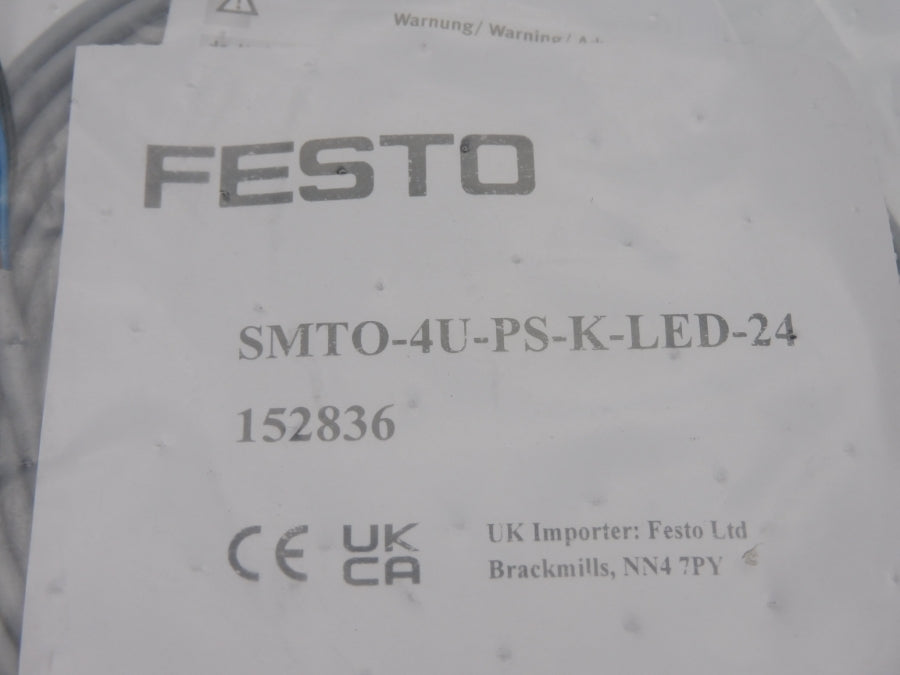 Warnung/ Warning/
FESTO
SMTO-4U-PS-K-LED-24
152836
CE UK CA
UK Importer: Festo Ltd
Brackmills, NN4 7PY